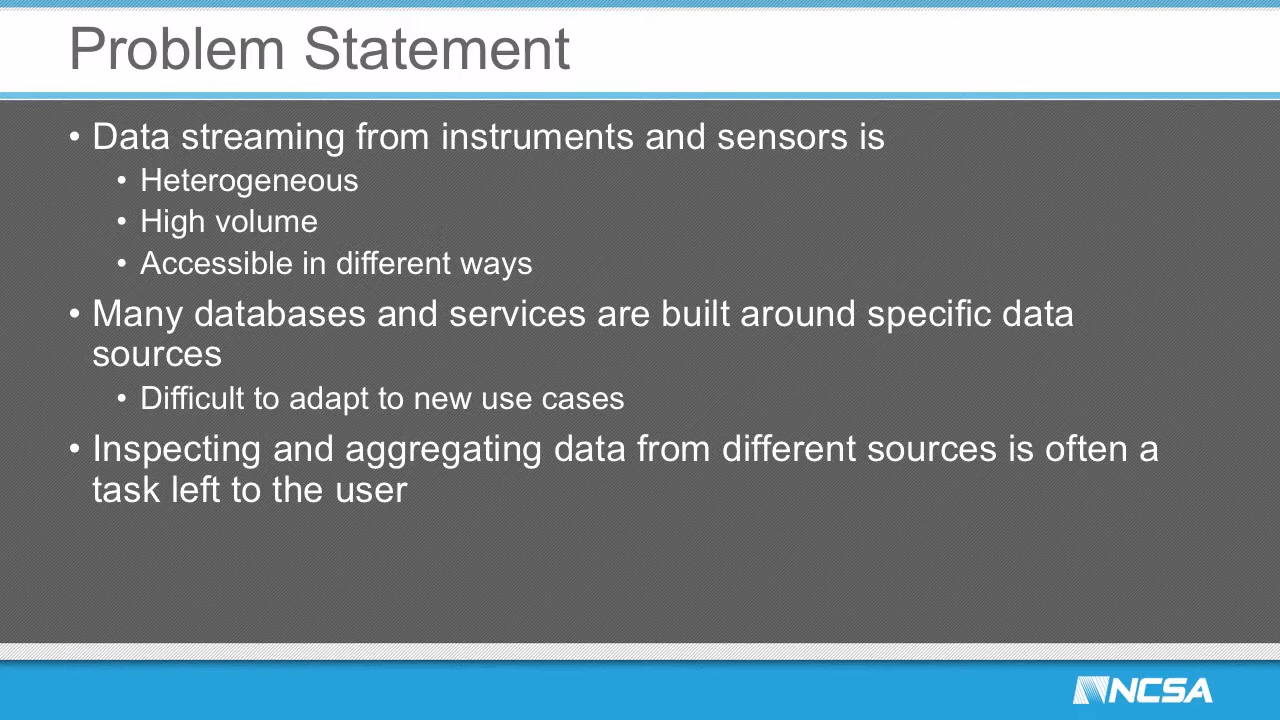 Problem Statement
• Data streaming from instruments and sensors is
• Heterogeneous
• High volume
• Accessible in different ways
• Many databases and services are built around specific data
sources
• Difficult to adapt to new use cases
• Inspecting and aggregating data from different sources is often a
task left to the user
NCSA